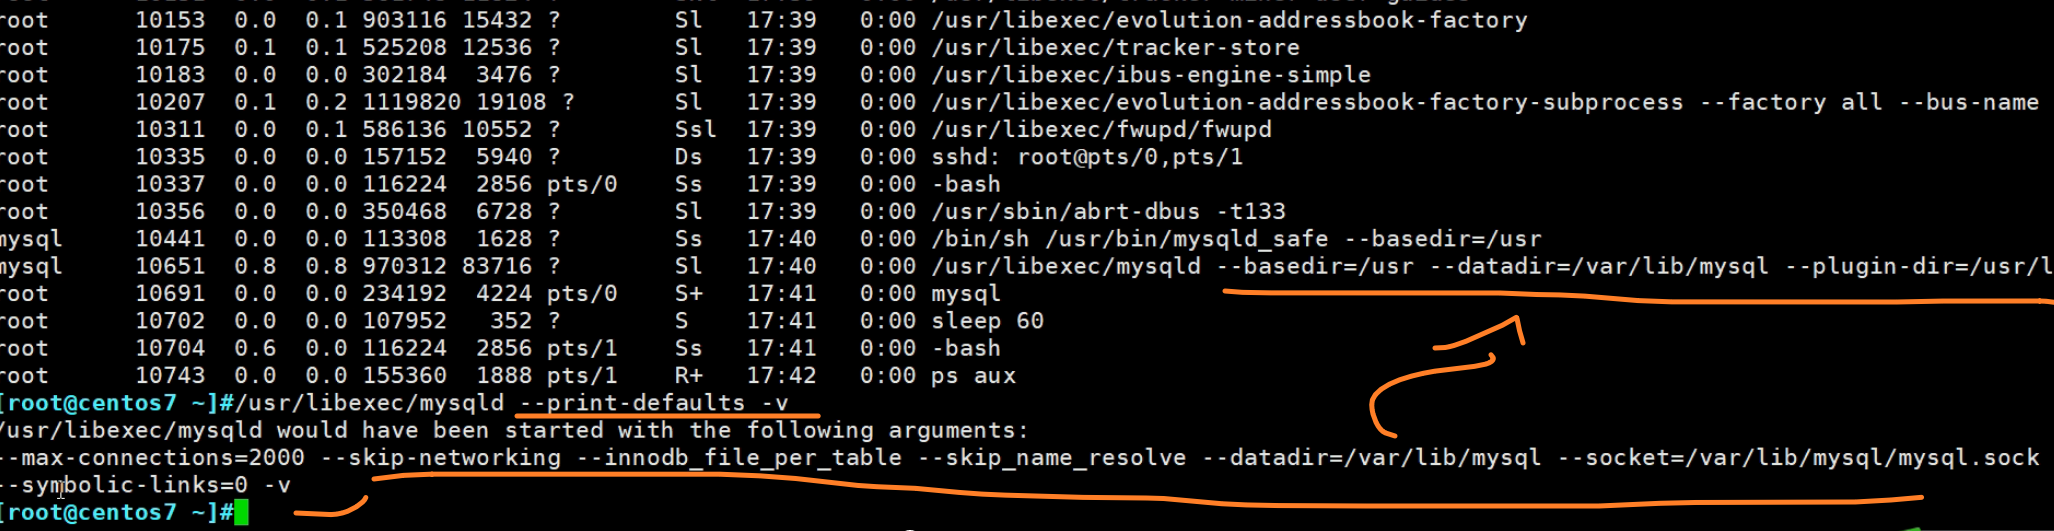 root 10153 0.0 0.1 903116 15432 ? Sl 17:39 0:00 /usr/libexec/evolution-addressbook-factory
root 10175 0.1 0.1 525208 12536 ? Sl 17:39 0:00 /usr/libexec/tracker-store
root 10183 0.0 0.0 302184 3476 ? Sl 17:39 0:00 /usr/libexec/ibus-engine-simple
root 10207 0.1 0.2 1119820 19108 ? Sl 17:39 0:00 /usr/libexec/evolution-addressbook-factory-subprocess --factory all --bus-name
root 10311 0.0 0.1 586136 10552 ? Ssl 17:39 0:00 /usr/libexec/fwupd/fwupd
root 10335 0.0 0.0 157152 5940 ? Ds 17:39 0:00 sshd: root@pts/0,pts/1
root 10337 0.0 0.0 116224 2856 pts/0 Ss 17:39 0:00 -bash
root 10356 0.0 0.0 350468 6728 ? Sl 17:39 0:00 /usr/sbin/abrt-dbus -t133
mysql 10441 0.0 0.0 113308 1628 ? Ss 17:40 0:00 /bin/sh /usr/bin/mysqld_safe --basedir=/usr
mysql 10651 0.8 0.8 970312 83716 ? Sl 17:40 0:00 /usr/libexec/mysqld --basedir=/usr --datadir=/var/lib/mysql --plugin-dir=/usr/l
root 10691 0.0 0.0 234192 4224 pts/0 S+ 17:41 0:00 mysql
root 10702 0.0 0.0 107952 352 ? S 17:41 0:00 sleep 60
root 10704 0.6 0.0 116224 2856 pts/1 Ss 17:41 0:00 -bash
root 10743 0.0 0.0 155360 1888 pts/1 R+ 17:42 0:00 ps aux
[root@centos7 ~]#/usr/libexec/mysqld --print-defaults -v
/usr/libexec/mysqld would have been started with the following arguments:
--max-connections=2000 --skip-networking --innodb_file_per_table --skip_name_resolve --datadir=/var/lib/mysql --socket=/var/lib/mysql/mysql.sock
--symbolic-links=0 -v
[root@centos7 ~]#